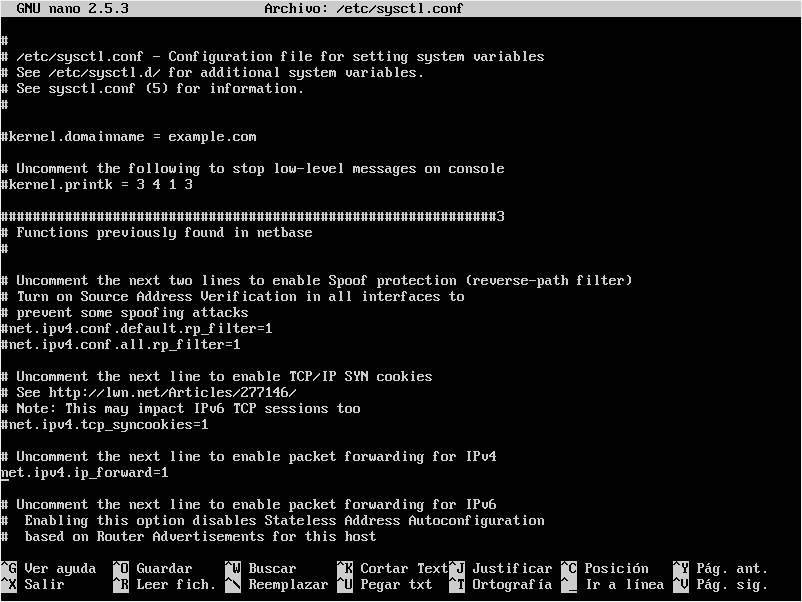 GNU nano 2.5.3 Archivo: /etc/sysctl.conf
#
# /etc/sysctl.conf - Configuration file for setting system variables
# See /etc/sysctl.d/ for additional system variables.
# See sysctl.conf (5) for information.
#
#kernel.domainname = example.com
# Uncomment the following to stop low-level messages on console
#kernel.printk = 3 4 1 3
##############################################################3
# Functions previously found in netbase
#
# Uncomment the next two lines to enable Spoof protection (reverse-path filter)
# Turn on Source Address Verification in all interfaces to
# prevent some spoofing attacks
#net.ipv4.conf.default.rp_filter=1
#net.ipv4.conf.all.rp_filter=1
# Uncomment the next line to enable TCP/IP SYN cookies
# See http://lwn.net/Articles/277146/
# Note: This may impact IPv6 TCP sessions too
#net.ipv4.tcp_syncookies=1
# Uncomment the next line to enable packet forwarding for IPv4
net.ipv4.ip_forward=1
# Uncomment the next line to enable packet forwarding for IPv6
#  Enabling this option disables Stateless Address Autoconfiguration
#  based on Router Advertisements for this host
^G Ver ayuda ^O Guardar ^W Buscar ^K Cortar Text ^J Justificar ^C Posición ^Y Pág. ant.
^X Salir ^R Leer fich. ^\ Reemplazar ^U Pegar txt ^T Ortografía ^_ Ir a línea ^V Pág. sig.